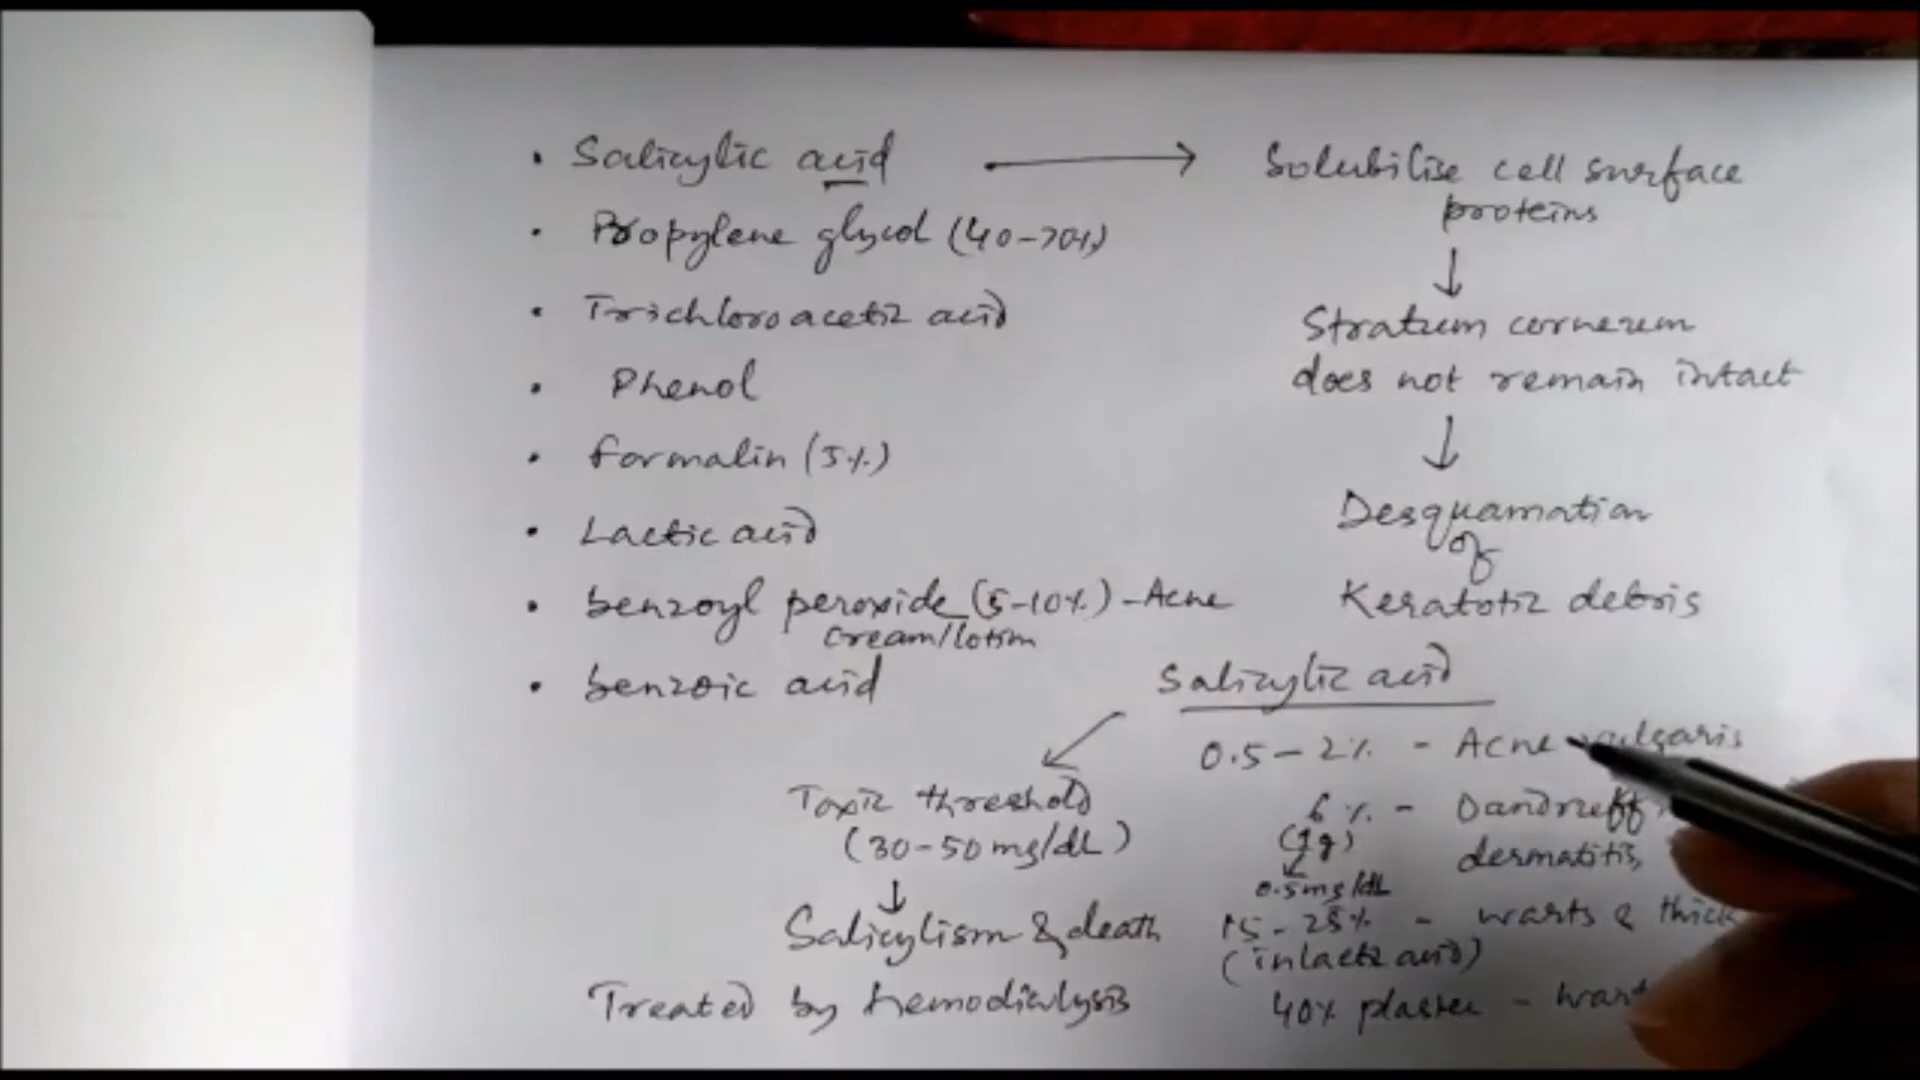 • Salicylic acid → Solubilise cell surface
proteins
• Propylene glycol (40-70%)
• Trichloroacetic acid
↓
Stratum corneum
does not remain intact
• Phenol
↓
• formalin (5%)
Desquamation
of
• Lactic acid
Keratotic debris
• benzoyl peroxide (5-10%) - Acne
cream/lotion
• benzoic acid
Salicylic acid
0.5 - 2% - Acne vulgaris
Toxic threshold
(30-50 mg/dL)
↓
Salicylism & death
Treated by hemodialysis
6% - Dandruff
(1g)
dermatitis,
0.5mg/dL
15 - 25% - warts & thick
(in lactic acid)
40% plaster - wart